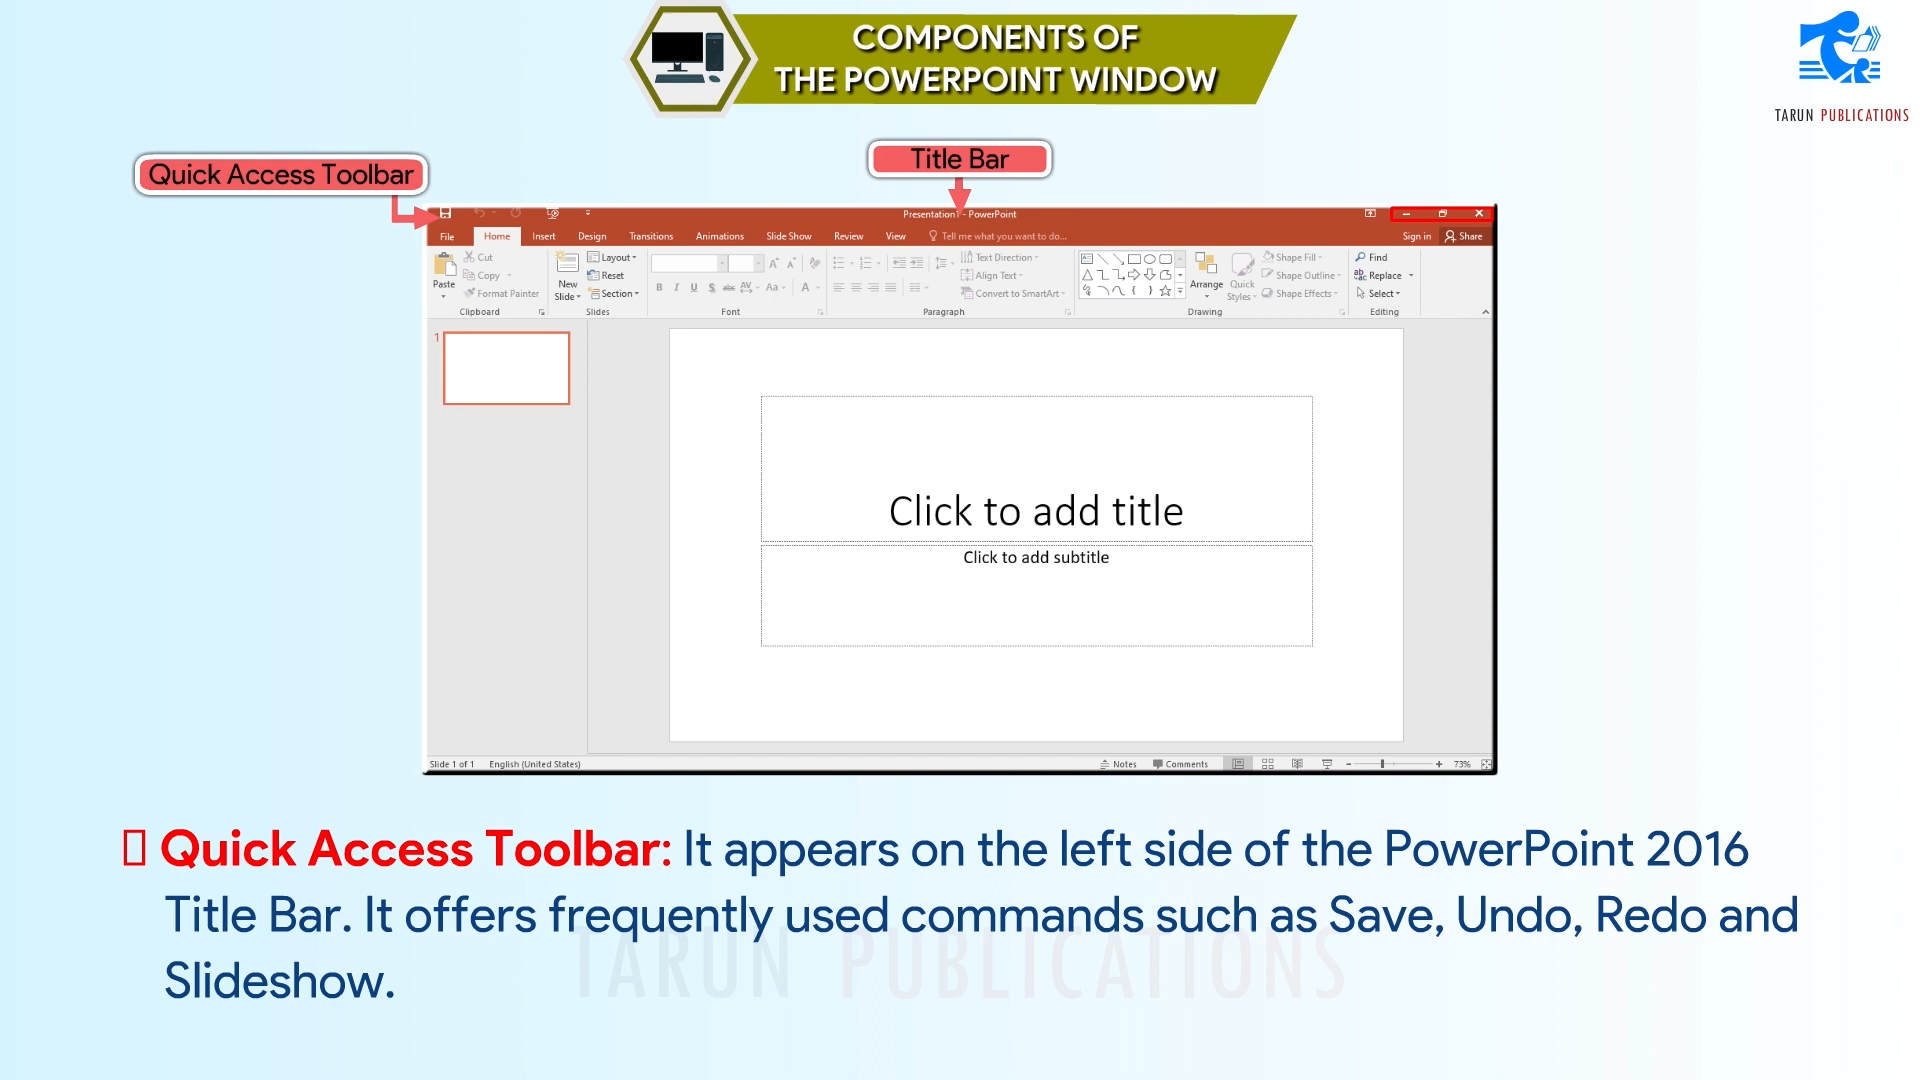 COMPONENTS OF
THE POWERPOINT WINDOW
TARUN PUBLICATIONS
Quick Access Toolbar
Title Bar
Presentation1 - PowerPoint
File Home Insert Design Transitions Animations Slide Show Review View Tell me what you want to do... Sign in Share
Cut Layout Text Direction Shape Fill Find
Paste Copy New Slide Reset Align Text Arrange Quick Styles Shape Outline Replace
Format Painter Section Convert to SmartArt Shape Effects Select
Clipboard Slides Font Paragraph Drawing Editing
1
Click to add title
Click to add subtitle
Slide 1 of 1 English (United States) Notes Comments 73%
Quick Access Toolbar: It appears on the left side of the PowerPoint 2016
Title Bar. It offers frequently used commands such as Save, Undo, Redo and
Slideshow.
TARUN PUBLICATIONS